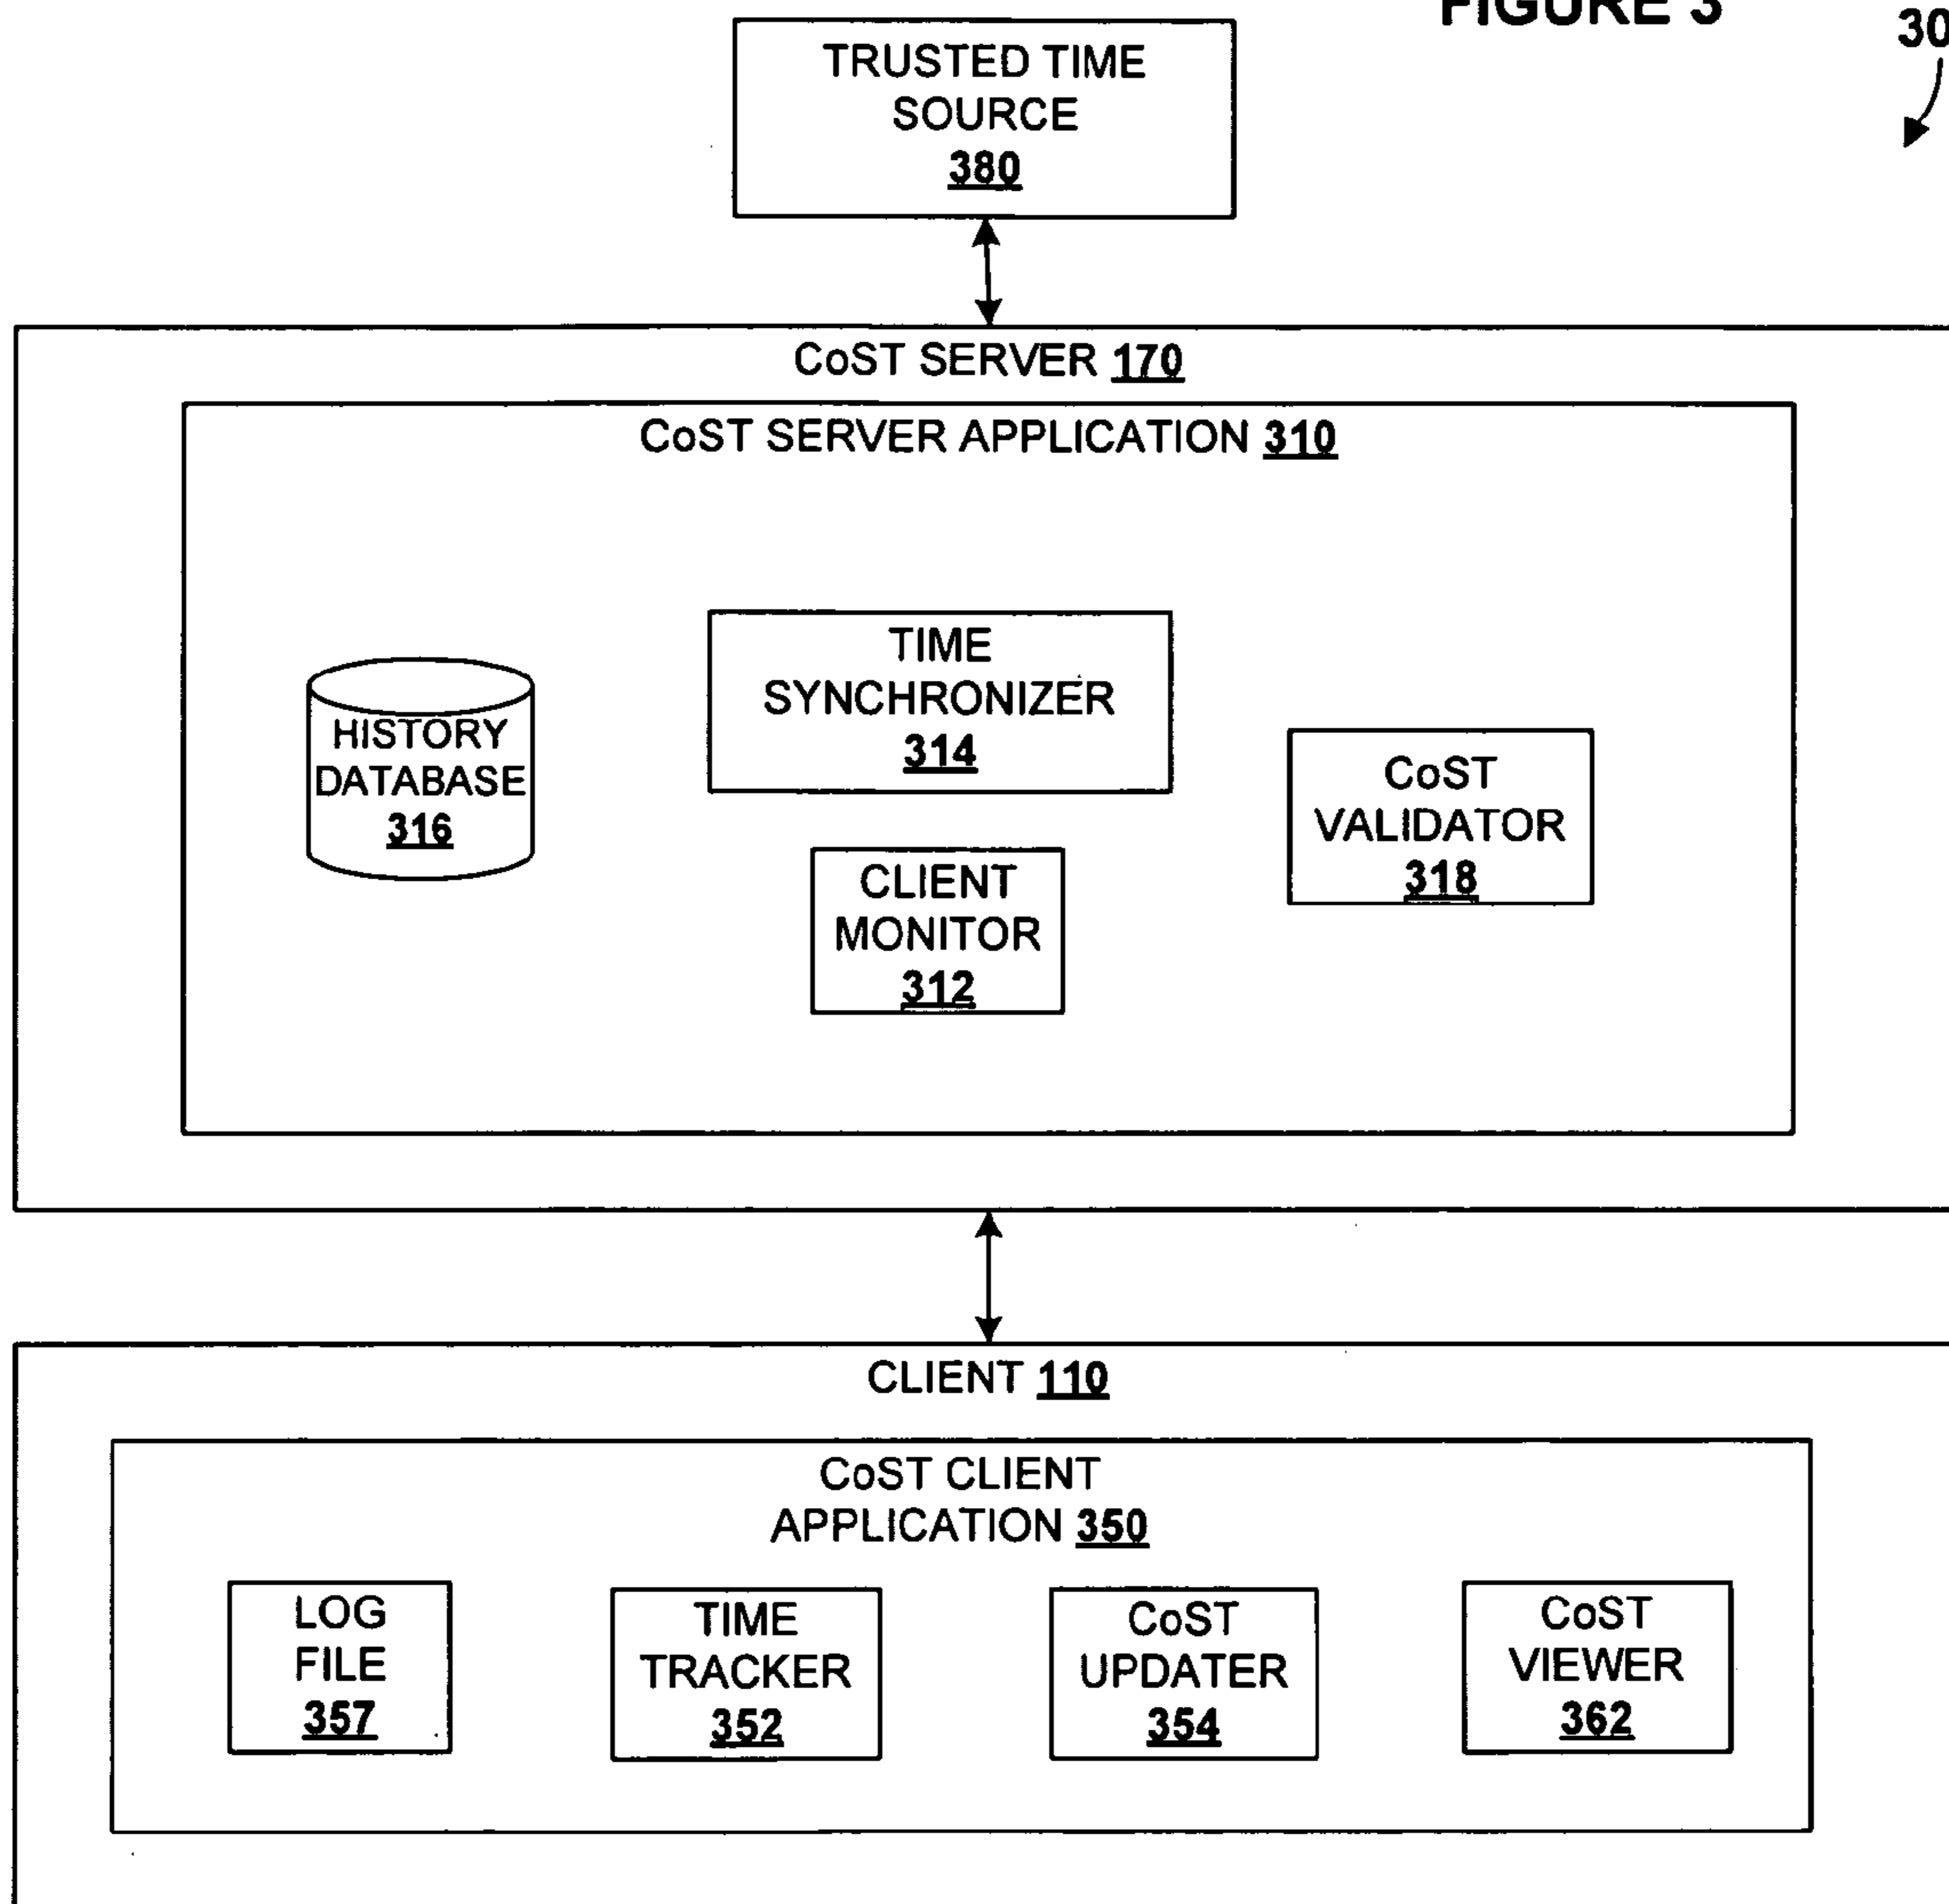 FIGURE 3
30
TRUSTED TIME
SOURCE
380
CoST SERVER 170
CoST SERVER APPLICATION 310
TIME
SYNCHRONIZER
314
HISTORY
DATABASE
316
CoST
VALIDATOR
318
CLIENT
MONITOR
312
CLIENT 110
CoST CLIENT
APPLICATION 350
LOG
FILE
357
TIME
TRACKER
352
CoST
UPDATER
354
CoST
VIEWER
362